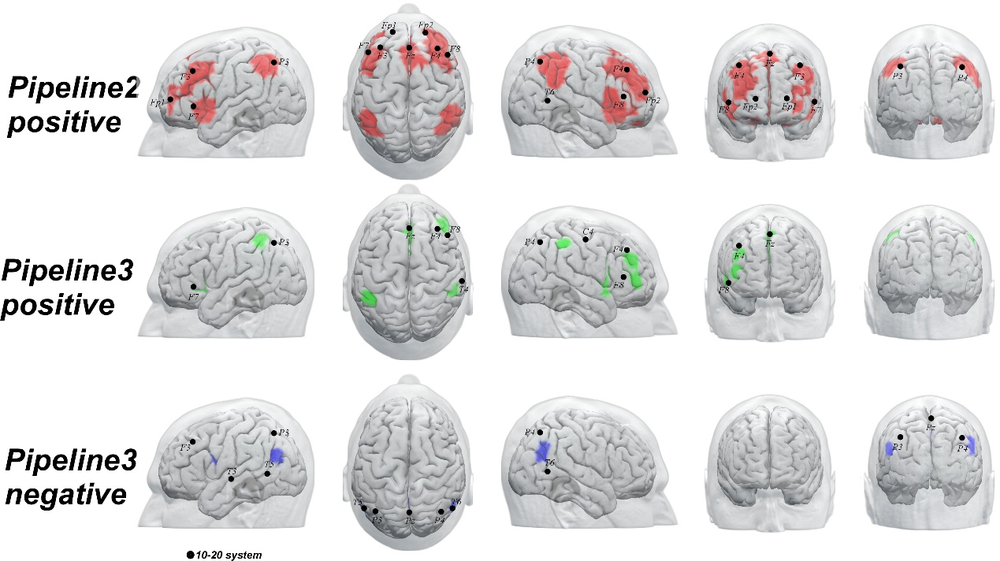 Fp1 Fp2
F7 F3 Fz F4 F8
Pipeline2
positive
F3 P3
Fp1
F7
P4 F4
T6 F8 Fp2
F4 Fz F3
F8 Fp2 Fp1 F7
P3 P4
Pipeline3
positive
P3
F7
Fz F4 F8
T4
P4 C4
F4
F8
Fz
F4
F8
Pipeline3
negative
F3 P3
T3 T5
T5 P3 Pz P4 T6
P4
T6
Pz
P3 P4
10-20 system